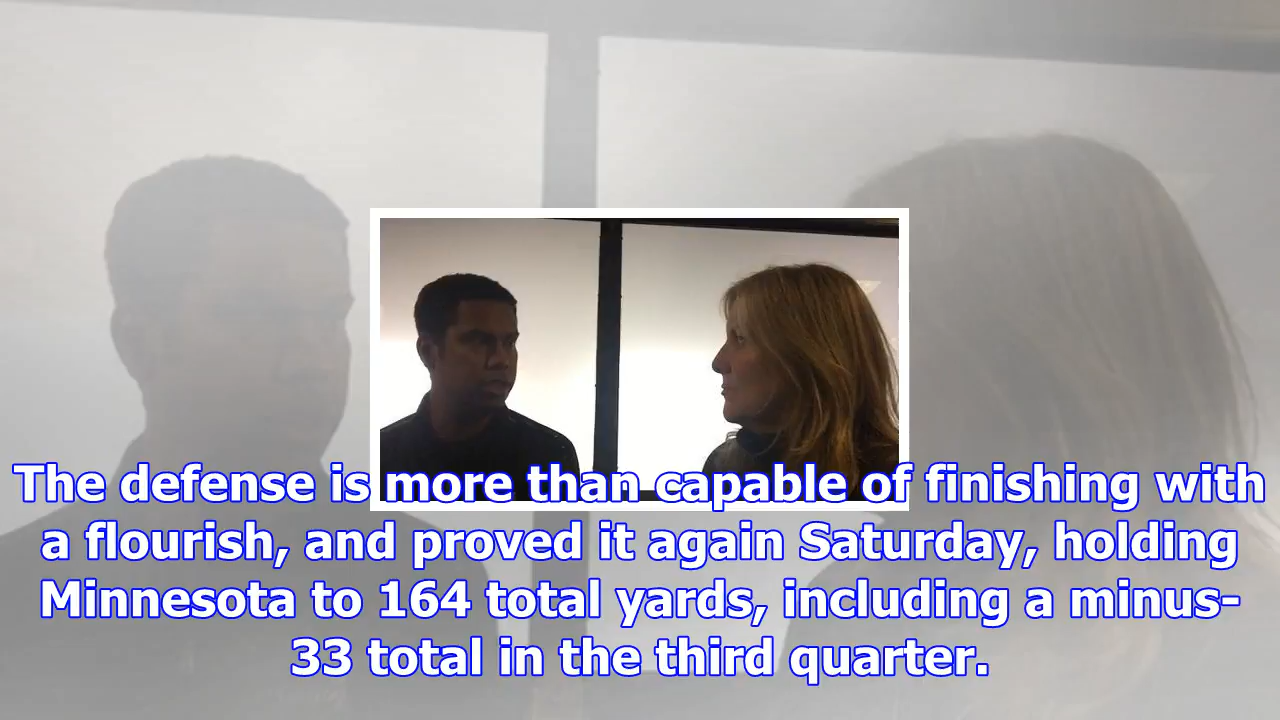 The defense is more than capable of finishing with
a flourish, and proved it again Saturday, holding
Minnesota to 164 total yards, including a minus-
33 total in the third quarter.